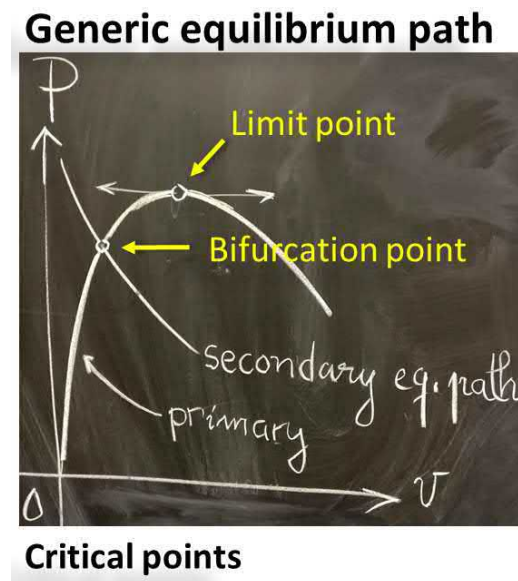 Generic equilibrium path
P
Limit point
Bifurcation point
secondary eq. path
primary
0
v
Critical points